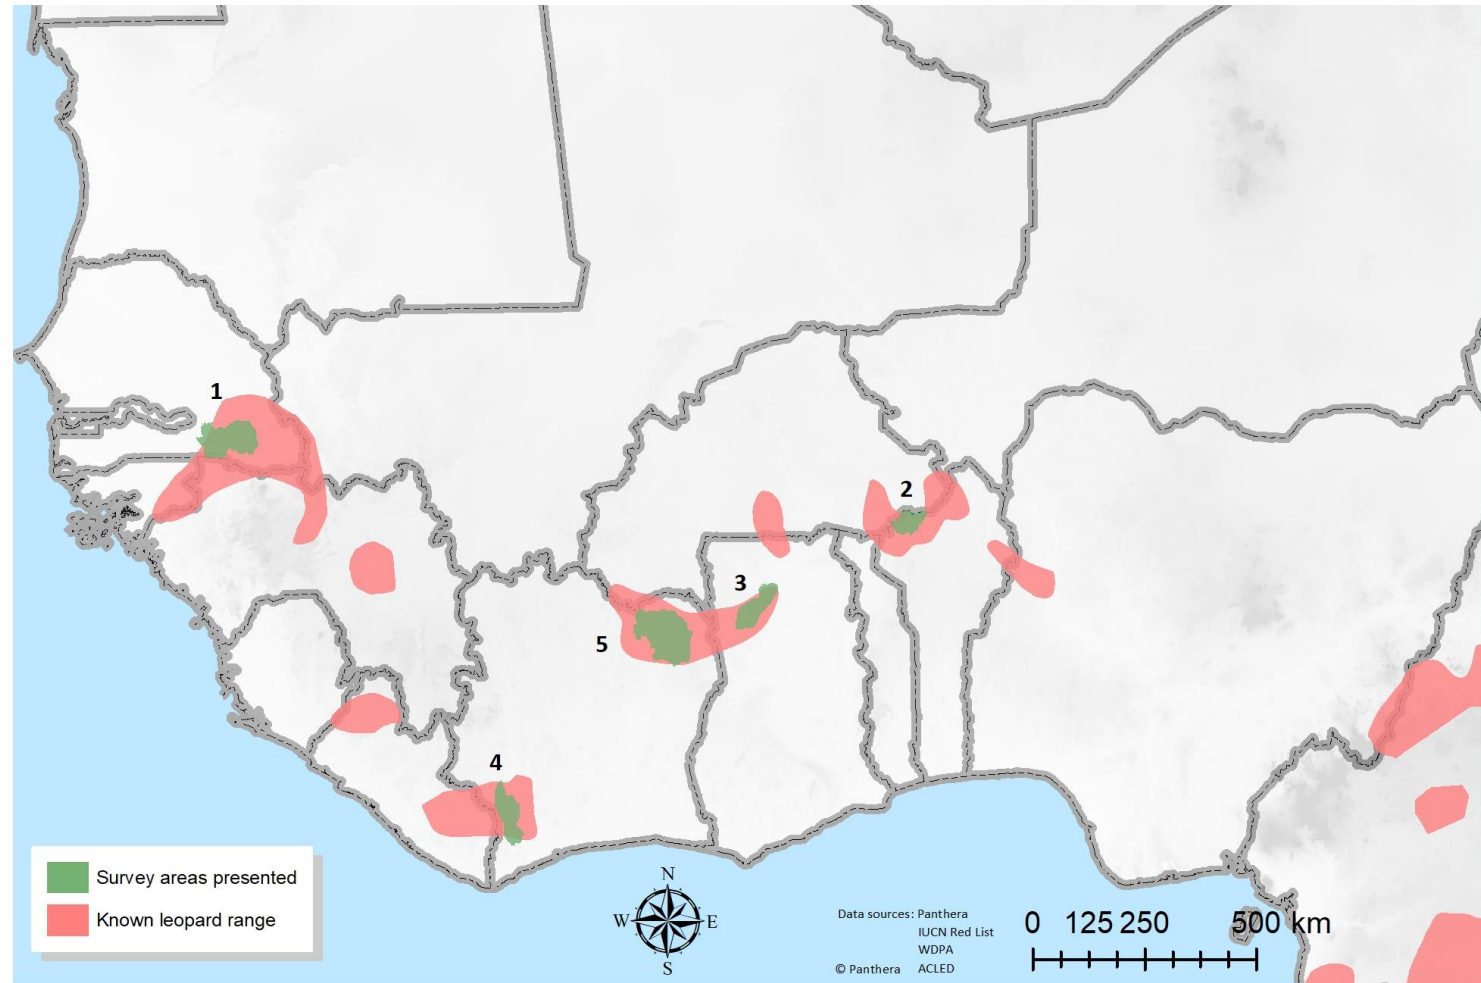 1
2
3
5
4
Survey areas presented
Known leopard range
N
W E
S
Data sources: Panthera
IUCN Red List
WDPA
© Panthera ACLED
0 125 250 500 km